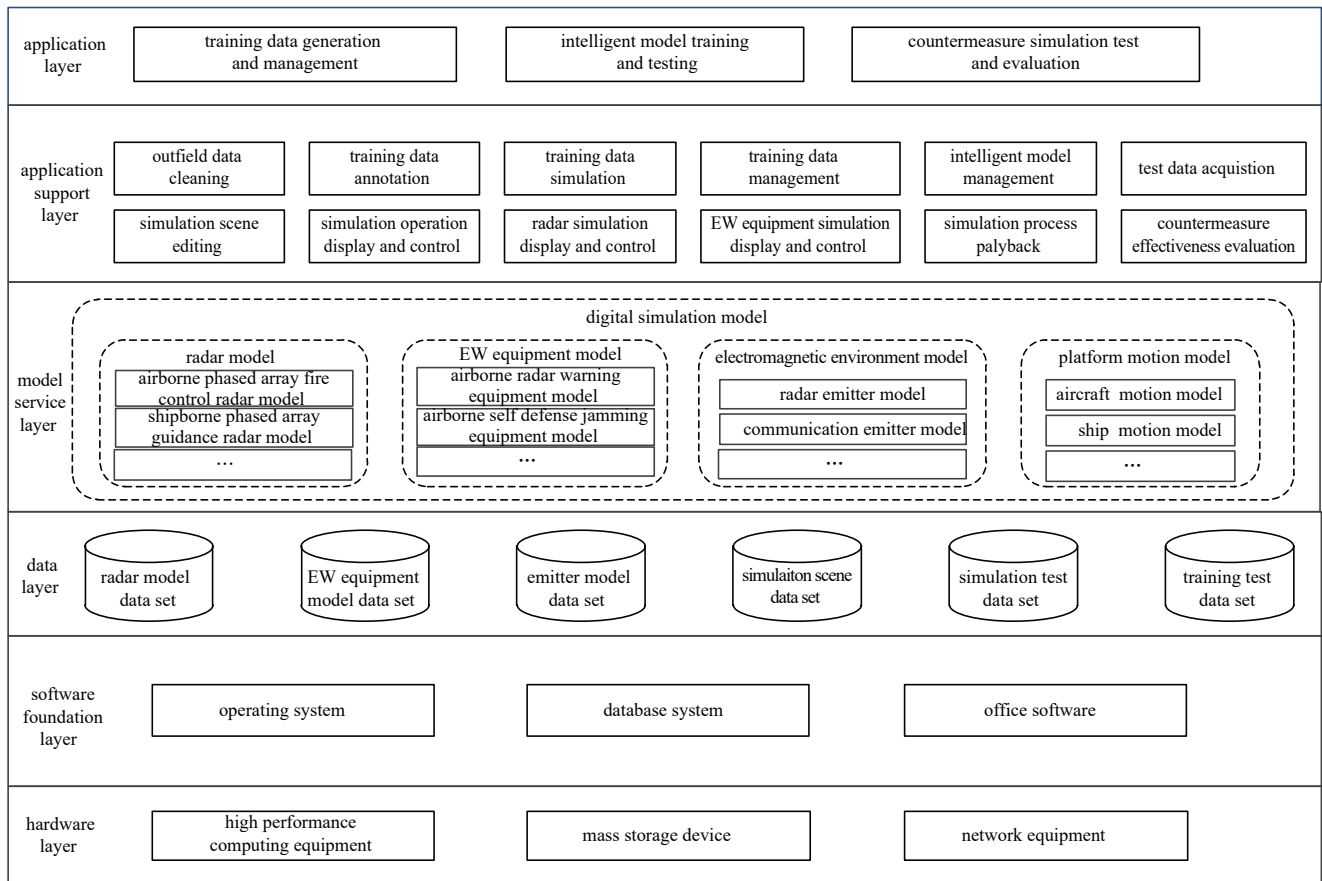 application
layer
training data generation
and management
intelligent model training
and testing
countermeasure simulation test
and evaluation
application
support
layer
outfield data
cleaning
training data
annotation
training data
simulation
training data
management
intelligent model
management
test data acquistion
simulation scene
editing
simulation operation
display and control
radar simulation
display and control
EW equipment simulation
display and control
simulation process
palyback
countermeasure
effectiveness evaluation
model
service
layer
digital simulation model
radar model
airborne phased array fire
control radar model
shipborne phased array
guidance radar model
...
EW equipment model
airborne radar warning
equipment model
airborne self defense jamming
equipment model
...
electromagnetic environment model
radar emitter model
communication emitter model
...
platform motion model
aircraft motion model
ship motion model
...
data
layer
radar model
data set
EW equipment
model data set
emitter model
data set
simulaiton scene
data set
simulation test
data set
training test
data set
software
foundation
layer
operating system
database system
office software
hardware
layer
high performance
computing equipment
mass storage device
network equipment